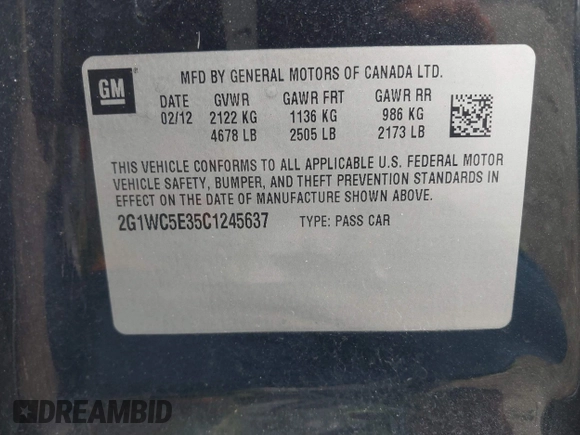 GM
MFD BY GENERAL MOTORS OF CANADA LTD.
DATE GVWR GAWR FRT GAWR RR
02/12 2122 KG 1136 KG 986 KG
4678 LB 2505 LB 2173 LB
THIS VEHICLE CONFORMS TO ALL APPLICABLE U.S. FEDERAL MOTOR
VEHICLE SAFETY, BUMPER, AND THEFT PREVENTION STANDARDS IN
EFFECT ON THE DATE OF MANUFACTURE SHOWN ABOVE.
2G1WC5E35C1245637 TYPE: PASS CAR
DREAMBID